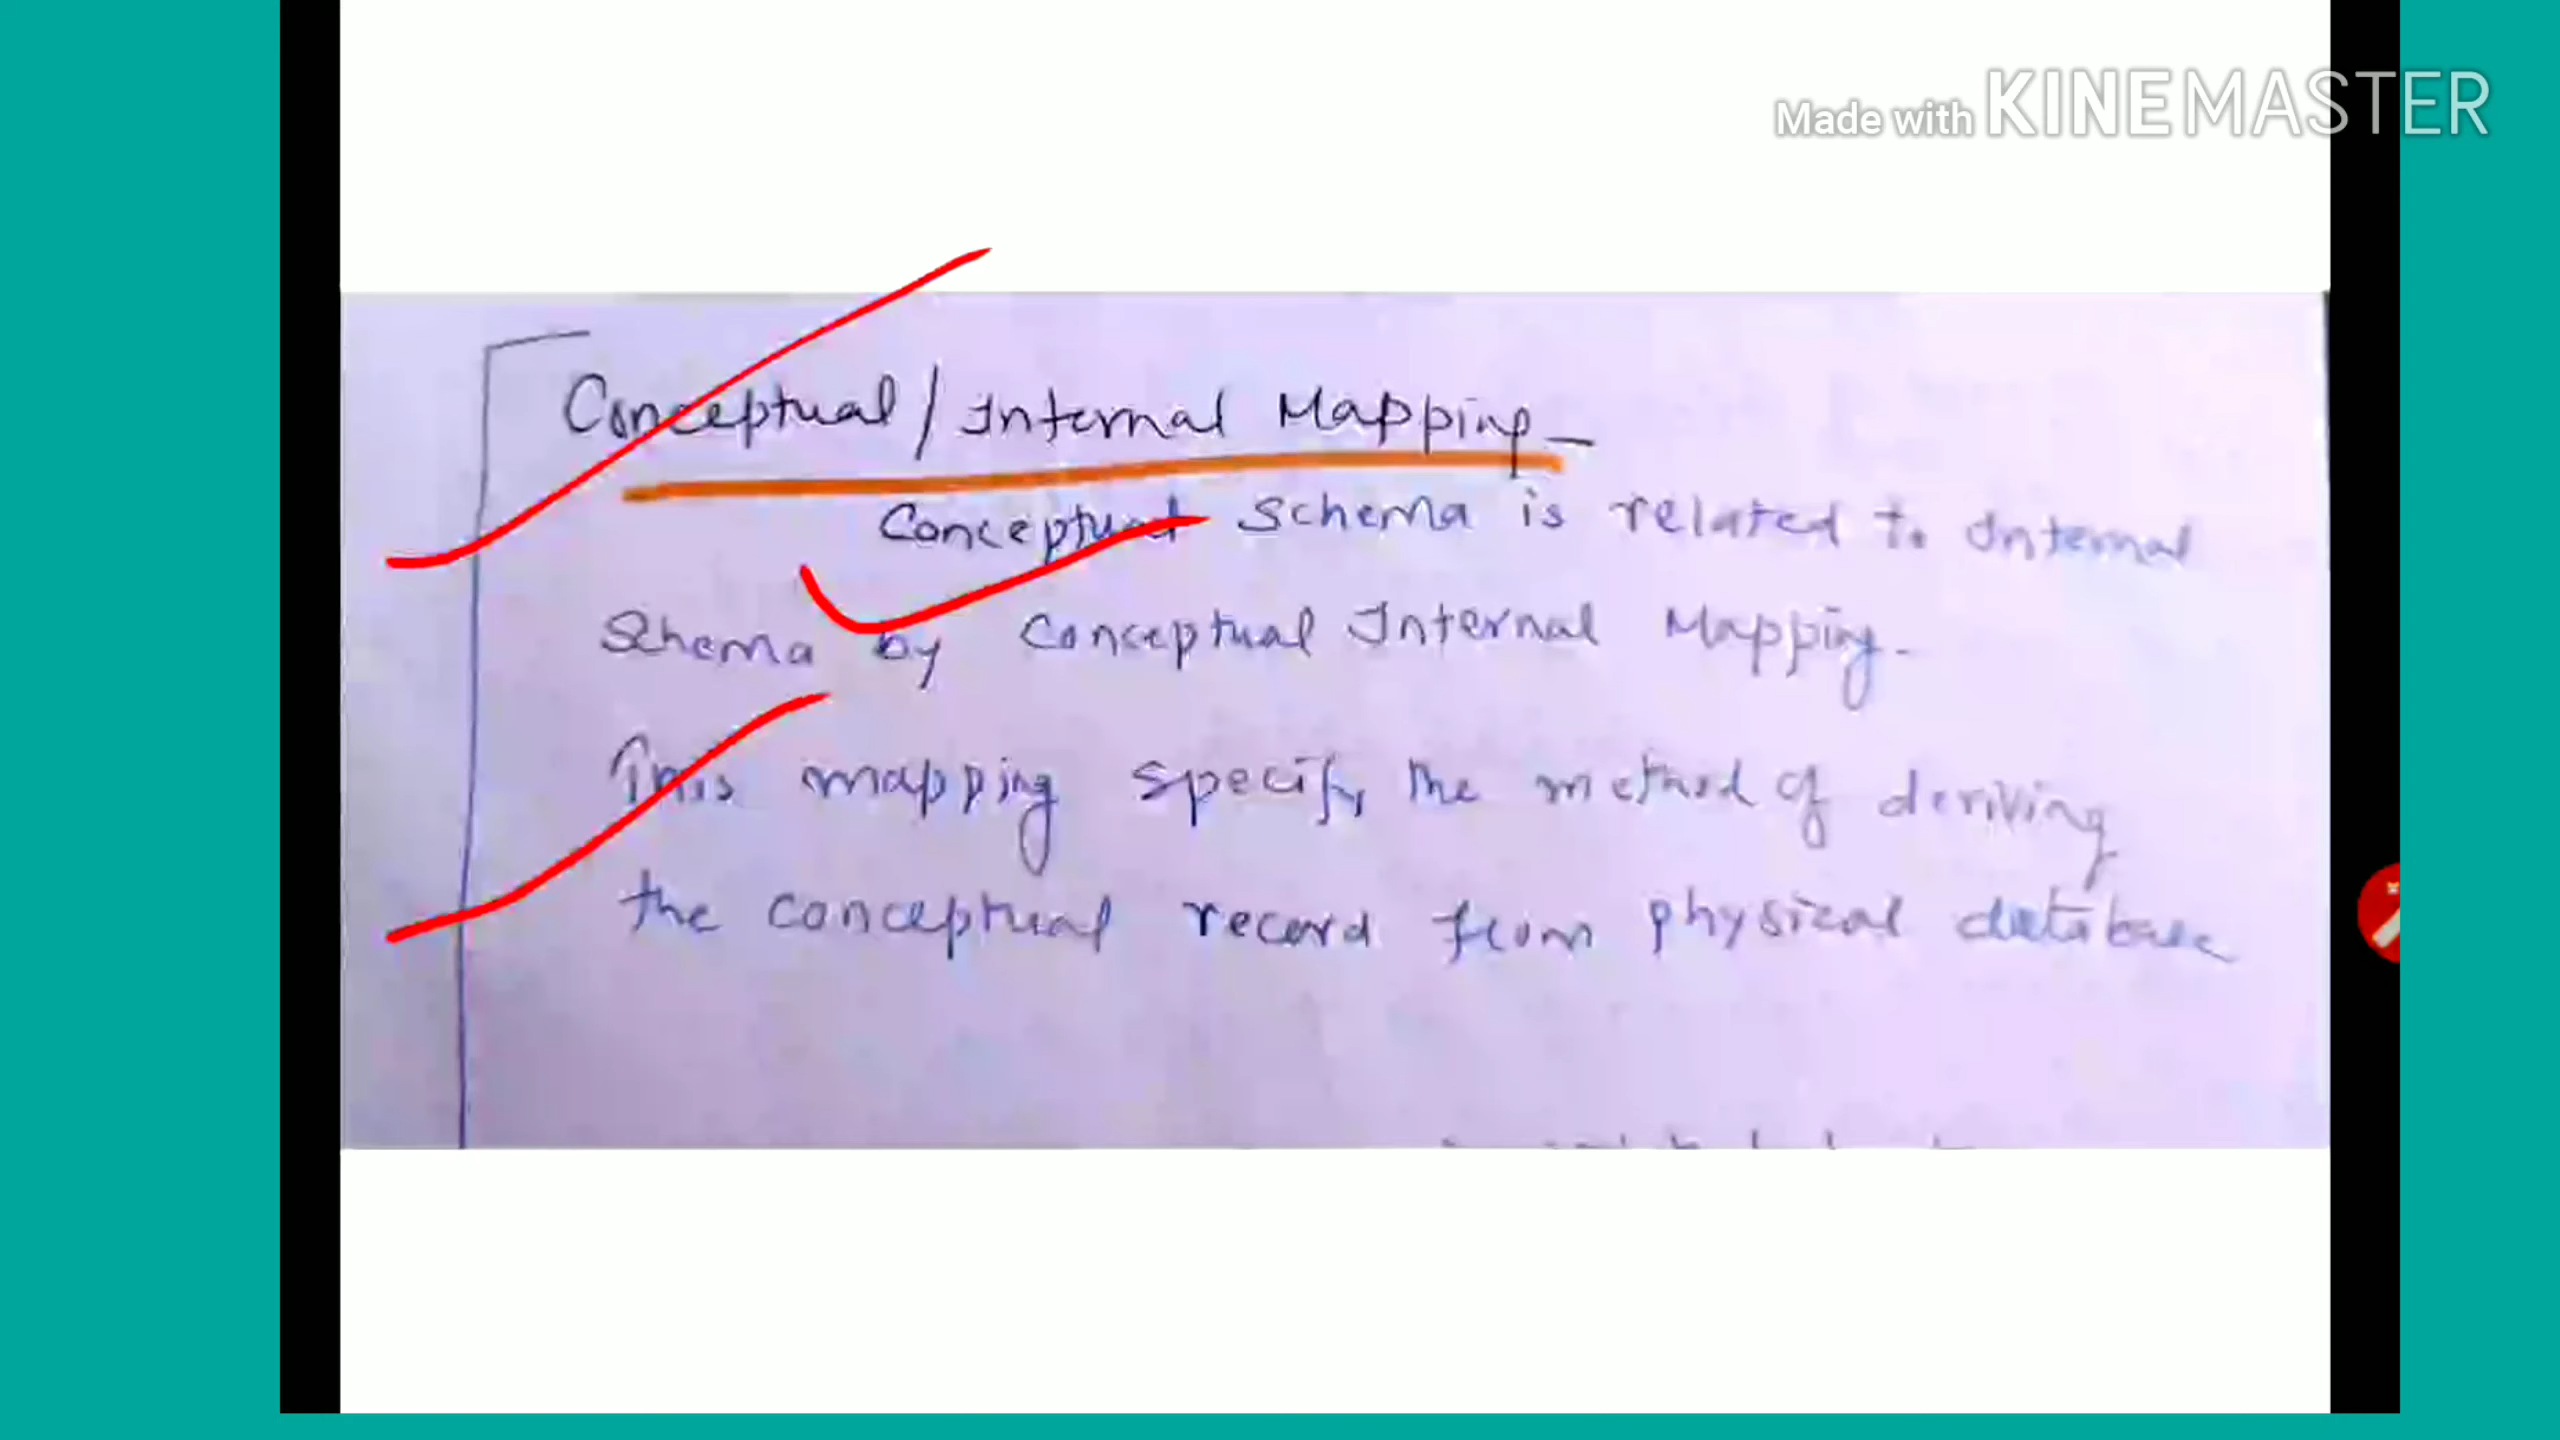 Made with KINEMASTER
Conceptual / Internal Mapping -
Conceptual Schema is related to Internal
Schema by Conceptual Internal Mapping.
This mapping specify the method of deriving
the conceptual record from physical database